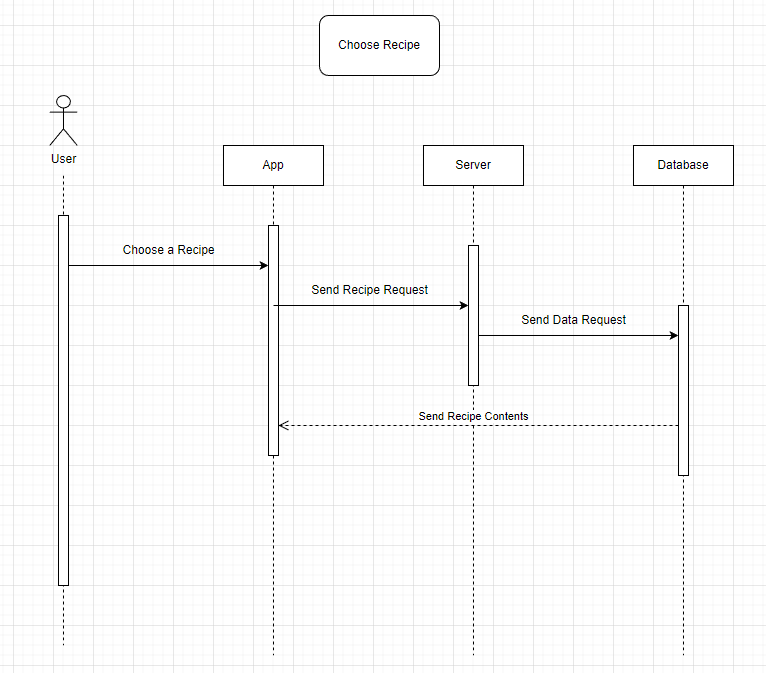 Choose Recipe
User
App
Server
Database
Choose a Recipe
Send Recipe Request
Send Data Request
Send Recipe Contents